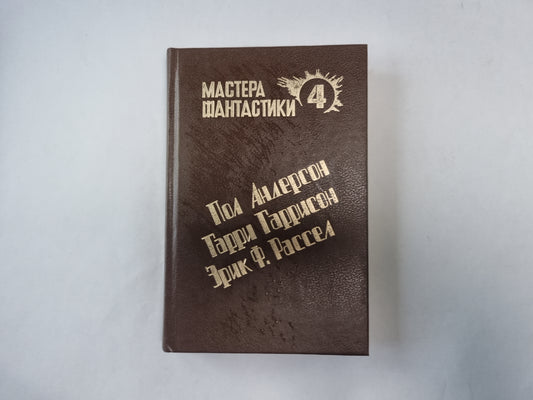 МАСТЕРА
ФАНТАСТИКИ
4
Пол Андерсон
Гарри Гаррисон
Эрик Ф. Рассел